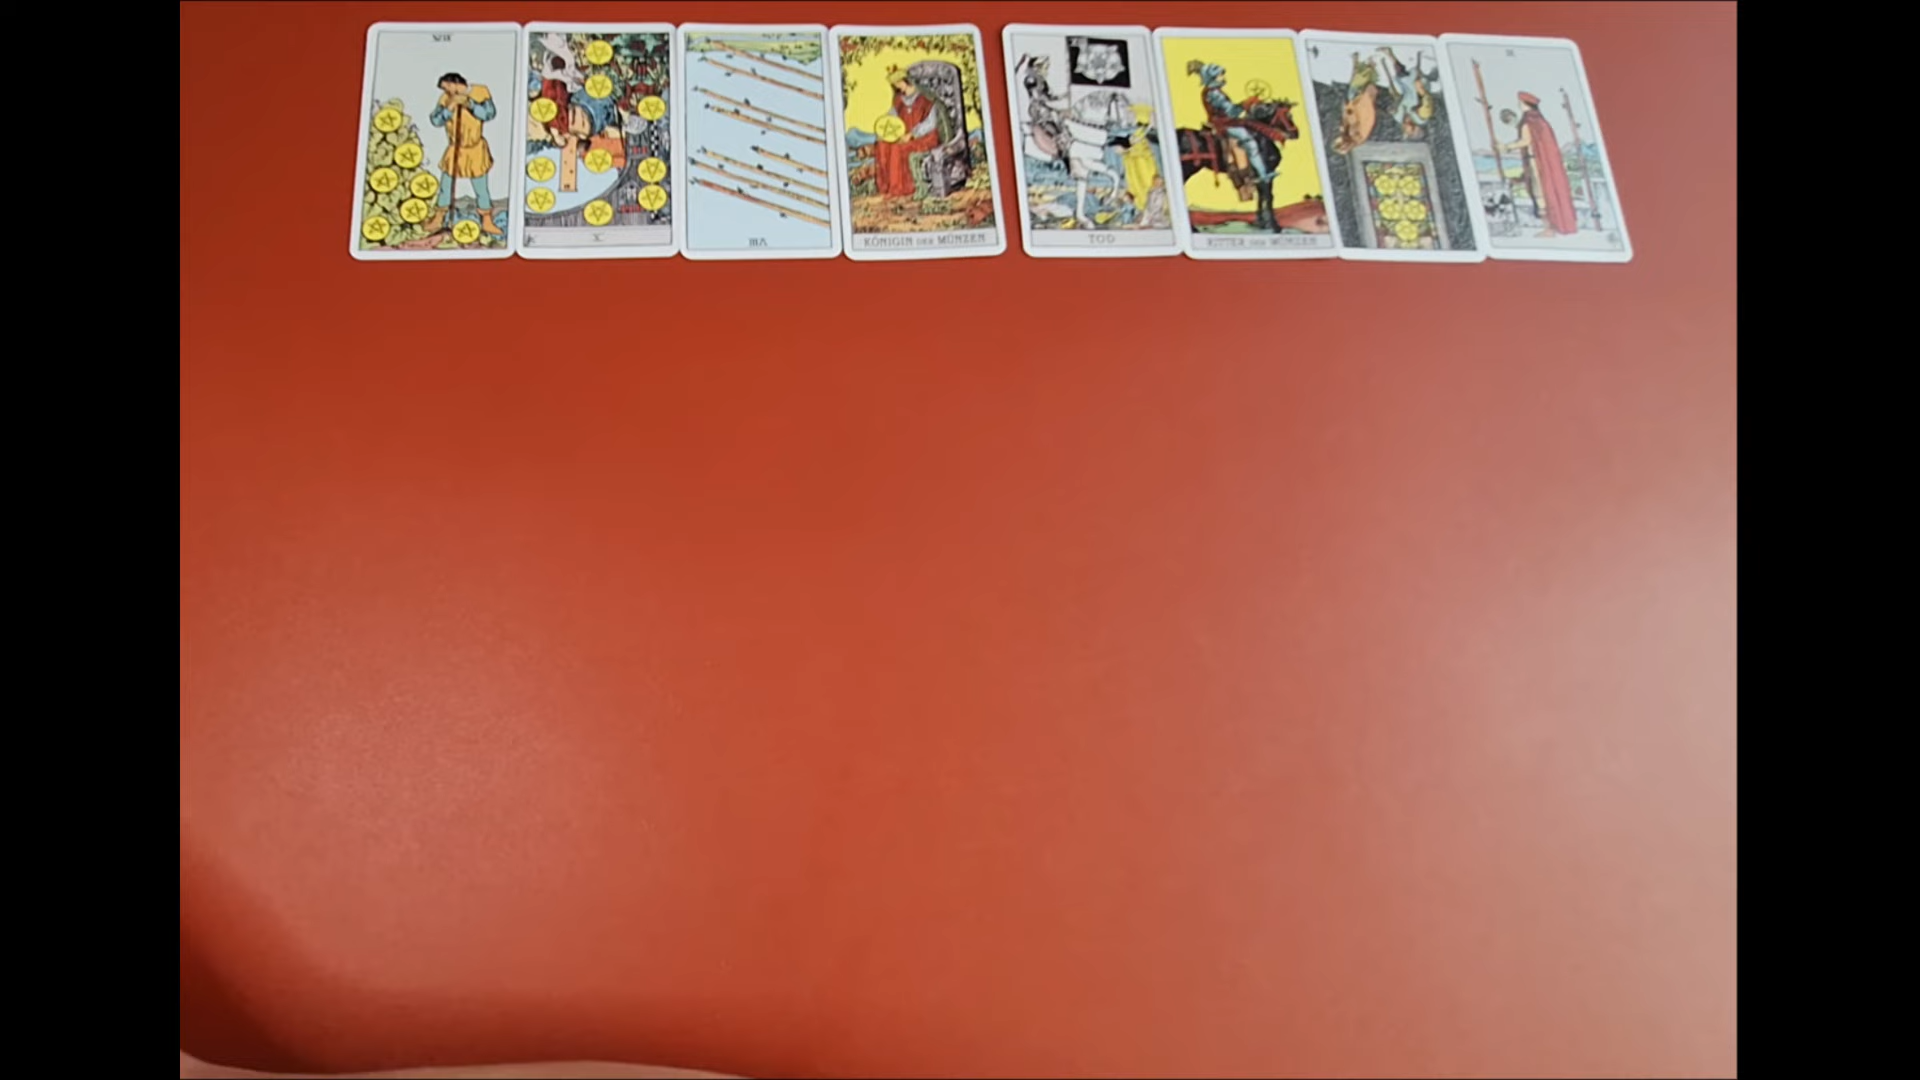 VII
X
VIII
KÖNIGIN DER MÜNZEN
TOD
RITTER DER MÜNZEN